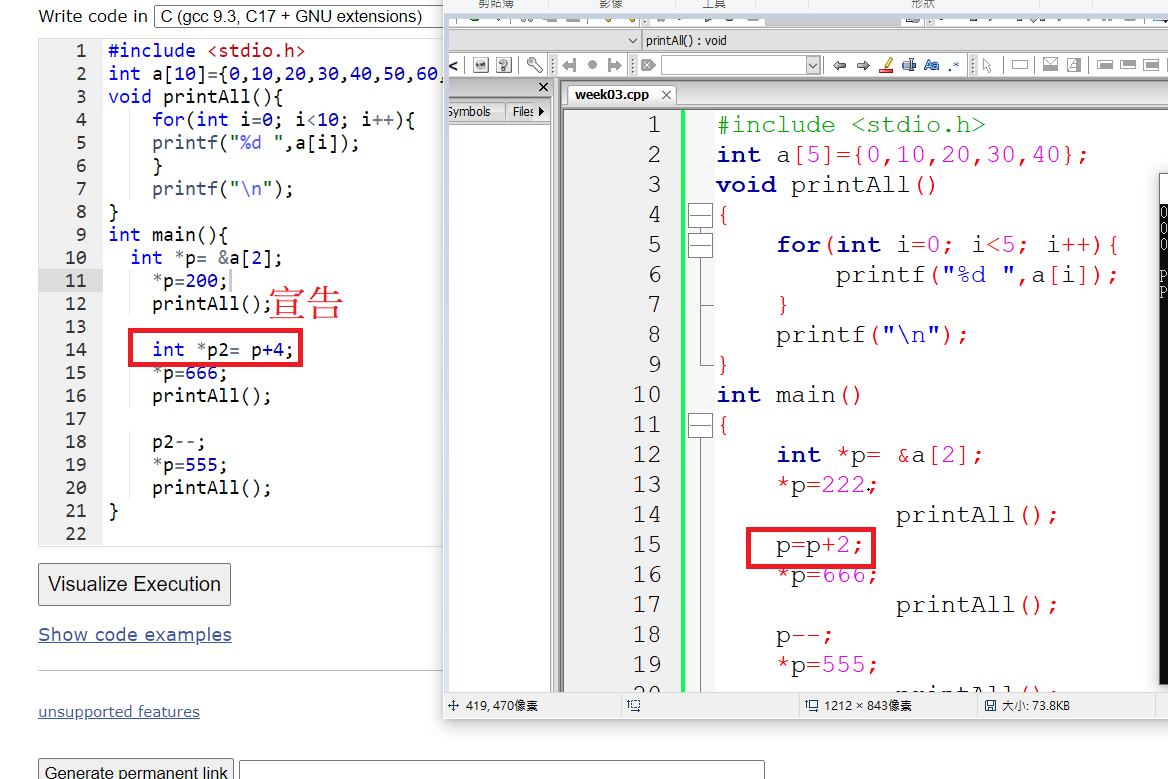 Write code in C (gcc 9.3, C17 + GNU extensions)
1 #include <stdio.h>
2 int a[10]={0,10,20,30,40,50,60,
3 void printAll(){
4 for(int i=0; i<10; i++){
5 printf("%d ",a[i]);
6 }
7 printf("\n");
8 }
9 int main(){
10 int *p= &a[2];
11 *p=200;
12 printAll();宣告
13
14 int *p2= p+4;
15 *p=666;
16 printAll();
17
18 p2--;
19 *p=555;
20 printAll();
21 }
22
Visualize Execution
Show code examples
unsupported features
Generate permanent link
剪貼簿 影像 工具 形狀
printAll() : void
Symbols Files
week03.cpp
1 #include <stdio.h>
2 int a[5]={0,10,20,30,40};
3 void printAll()
4 {
5 for(int i=0; i<5; i++){
6 printf("%d ",a[i]);
7 }
8 printf("\n");
9 }
10 int main()
11 {
12 int *p= &a[2];
13 *p=222;
14 printAll();
15 p=p+2;
16 *p=666;
17 printAll();
18 p--;
19 *p=555;
20 printAll();
419, 470像素 1212 × 843像素 大小: 73.8KB